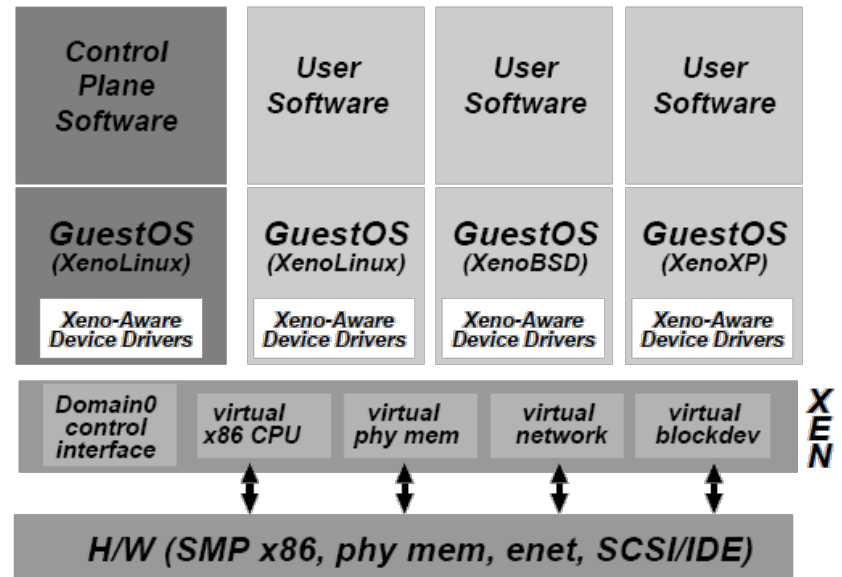 Control
Plane
Software
User
Software
User
Software
User
Software
GuestOS
(XenoLinux)
Xeno-Aware
Device Drivers
GuestOS
(XenoLinux)
Xeno-Aware
Device Drivers
GuestOS
(XenoBSD)
Xeno-Aware
Device Drivers
GuestOS
(XenoXP)
Xeno-Aware
Device Drivers
Domain0
control
interface
virtual
x86 CPU
virtual
phy mem
virtual
network
virtual
blockdev
XEN
H/W (SMP x86, phy mem, enet, SCSI/IDE)